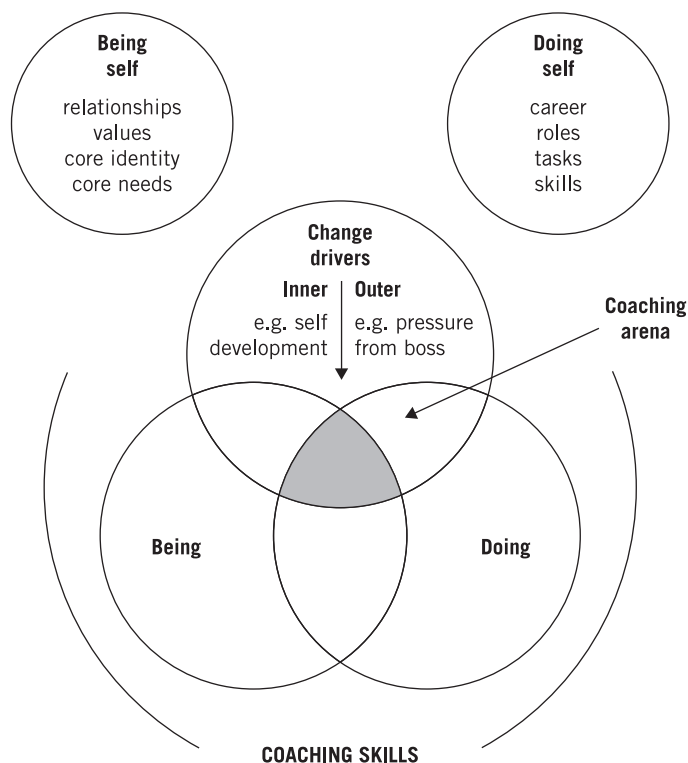 Being
self
relationships
values
core identity
core needs
Doing
self
career
roles
tasks
skills
Change
drivers
Inner
e.g. self
development
Outer
e.g. pressure
from boss
Coaching
arena
Being
Doing
COACHING SKILLS